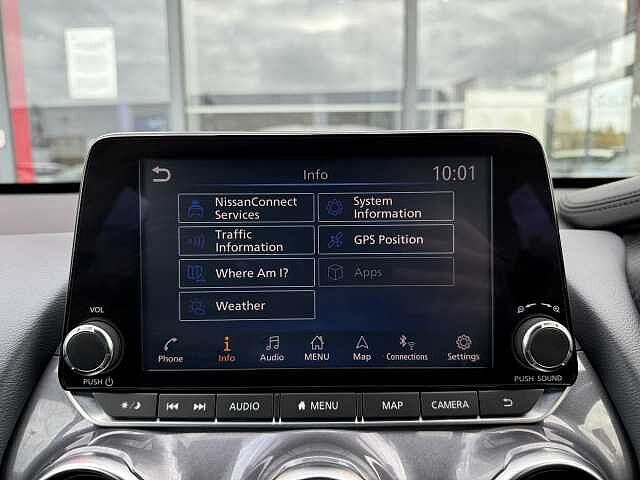 Info
10:01
NissanConnect
Services
System
Information
Traffic
Information
GPS Position
Where Am I?
Apps
Weather
Phone
Info
Audio
MENU
Map
Connections
Settings
VOL
PUSH
PUSH SOUND
AUDIO
MENU
MAP
CAMERA